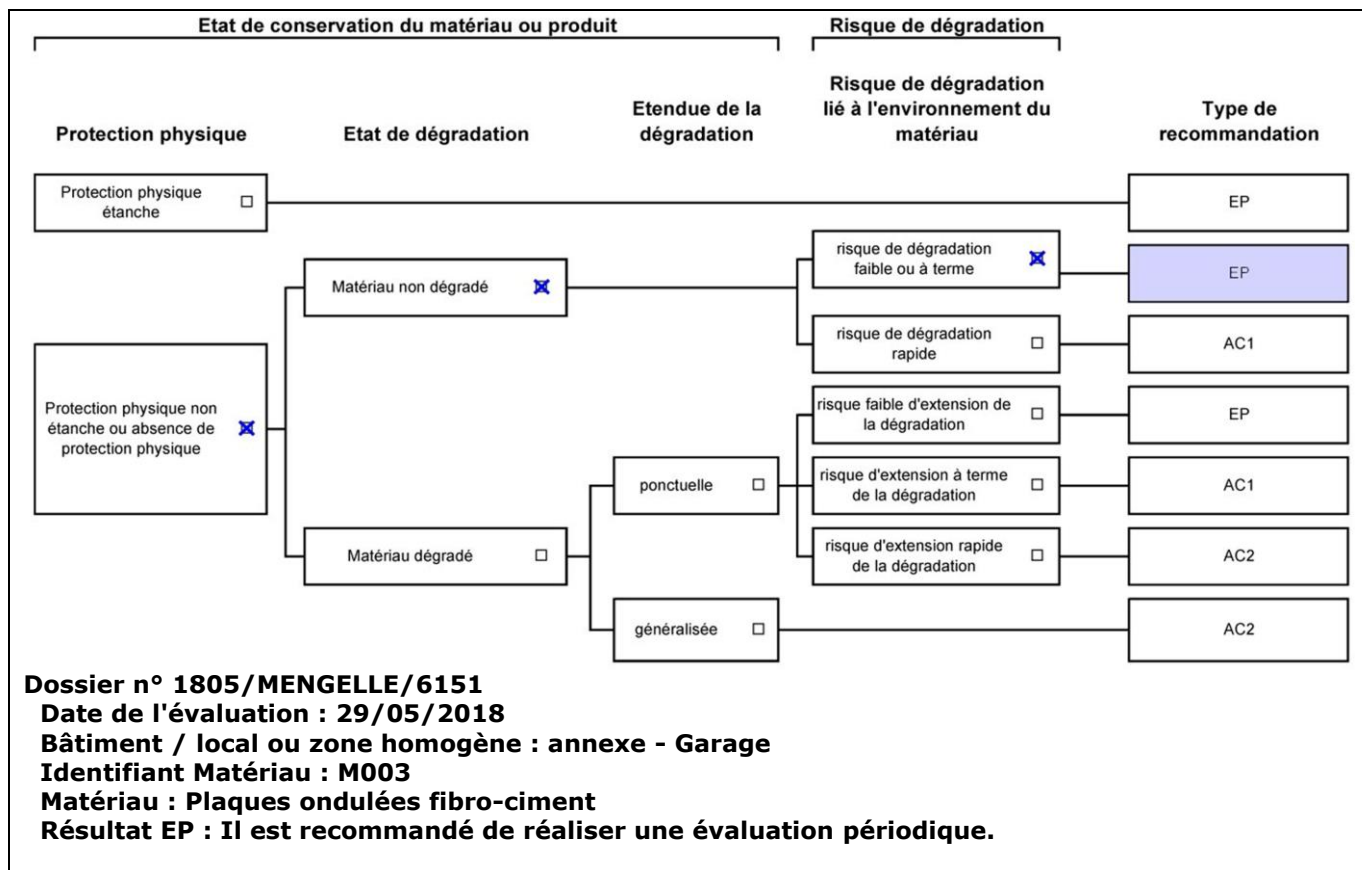 Etat de conservation du matériau ou produit
Risque de dégradation
Protection physique
Etat de dégradation
Etendue de la
dégradation
Risque de dégradation
lié à l'environnement du
matériau
Type de
recommandation
Protection physique
étanche
EP
risque de dégradation
faible ou à terme
EP
Matériau non dégradé
risque de dégradation
rapide
AC1
Protection physique non
étanche ou absence de
protection physique
risque faible d'extension de
la dégradation
EP
ponctuelle
risque d'extension à terme
de la dégradation
AC1
Matériau dégradé
risque d'extension rapide
de la dégradation
AC2
généralisée
AC2
Dossier n° 1805/MENGELLE/6151
Date de l'évaluation : 29/05/2018
Bâtiment / local ou zone homogène : annexe - Garage
Identifiant Matériau : M003
Matériau : Plaques ondulées fibro-ciment
Résultat EP : Il est recommandé de réaliser une évaluation périodique.